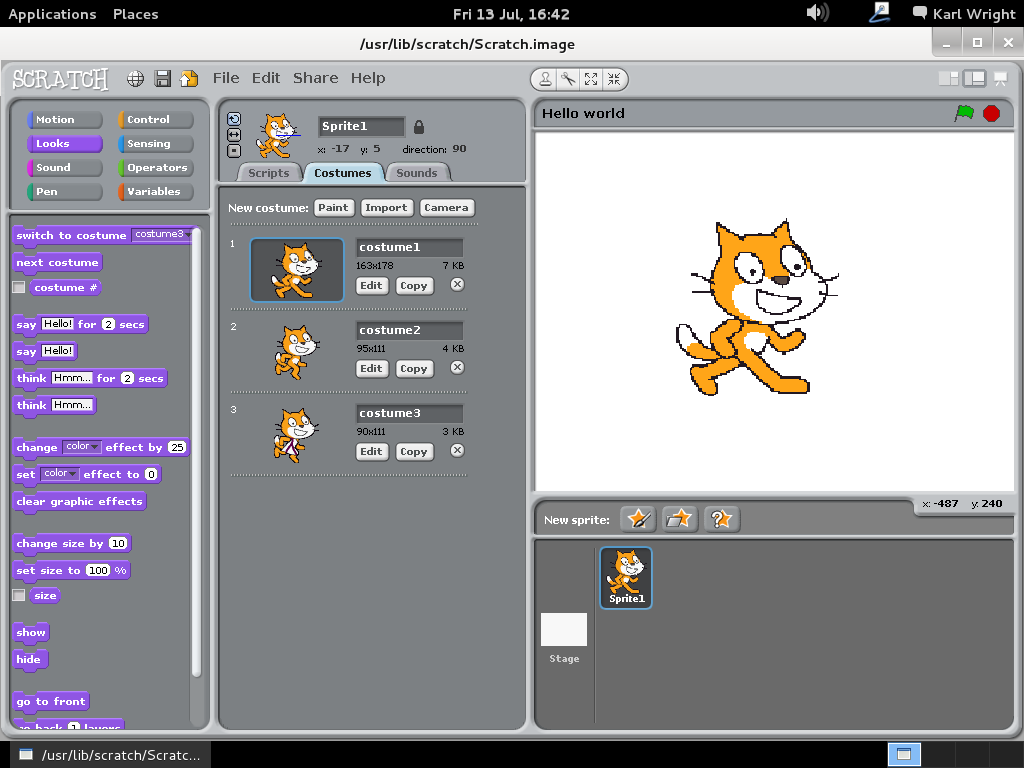 Applications Places Fri 13 Jul, 16:42 Karl Wright
/usr/lib/scratch/Scratch.image
SCRATCH File Edit Share Help
Motion Control
Looks Sensing
Sound Operators
Pen Variables
switch to costume costume3
next costume
costume #
say Hello! for 2 secs
say Hello!
think Hmm... for 2 secs
think Hmm...
change color effect by 25
set color effect to 0
clear graphic effects
change size by 10
set size to 100 %
size
show
hide
go to front
go back 1 layers
Sprite1
x: -17 y: 5 direction: 90
Scripts Costumes Sounds
New costume: Paint Import Camera
1 costume1
163x178 7 KB
Edit Copy
2 costume2
95x111 4 KB
Edit Copy
3 costume3
90x111 3 KB
Edit Copy
Hello world
x: -487 y: 240
New sprite:
Sprite1
Stage
/usr/lib/scratch/Scratc...